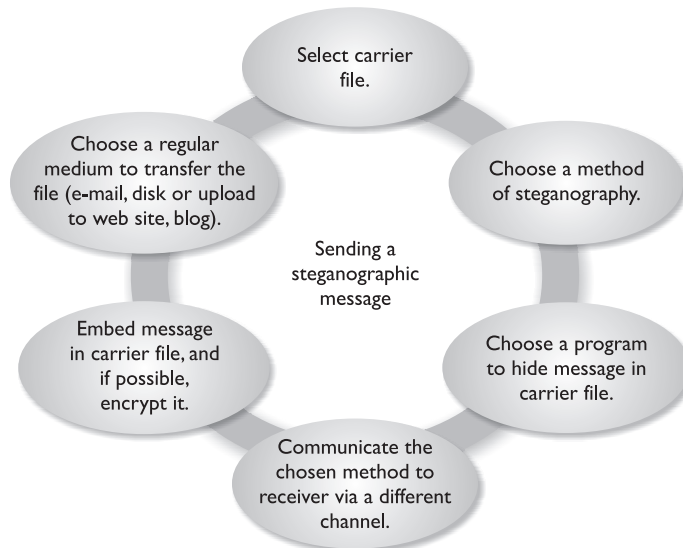 Select carrier
file.
Choose a method
of steganography.
Choose a program
to hide message in
carrier file.
Communicate the
chosen method to
receiver via a different
channel.
Embed message
in carrier file, and
if possible,
encrypt it.
Choose a regular
medium to transfer the
file (e-mail, disk or upload
to web site, blog).
Sending a
steganographic
message